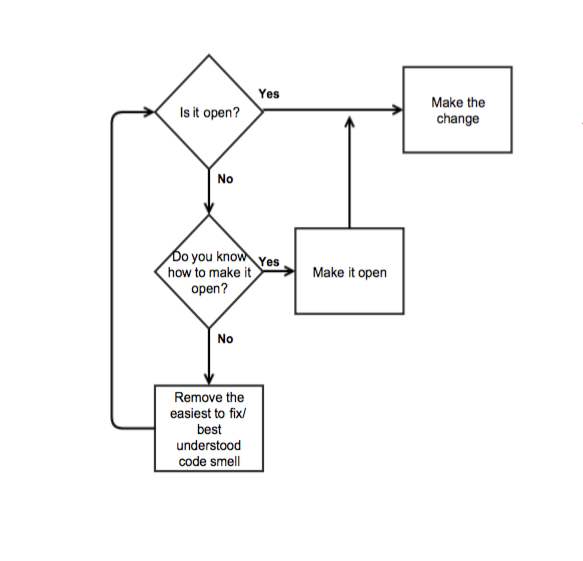 Yes
Is it open?
Make the
change
No
Do you know
how to make it
open?
Yes
Make it open
No
Remove the
easiest to fix/
best
understood
code smell